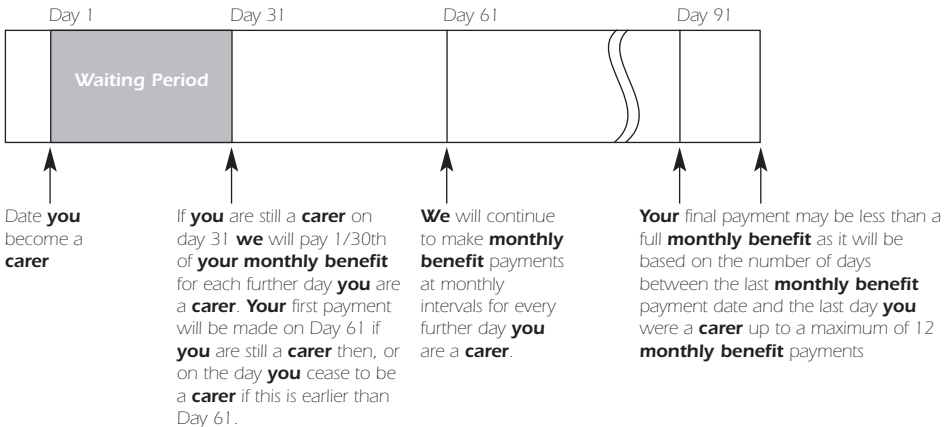 Day 1
Day 31
Day 61
Day 91
Waiting Period
Date you
become a
carer
If you are still a carer on
day 31 we will pay 1/30th
of your monthly benefit
for each further day you are
a carer. Your first payment
will be made on Day 61 if
you are still a carer then, or
on the day you cease to be
a carer if this is earlier than
Day 61.
We will continue
to make monthly
benefit payments
at monthly
intervals for every
further day you
are a carer.
Your final payment may be less than a
full monthly benefit as it will be
based on the number of days
between the last monthly benefit
payment date and the last day you
were a carer up to a maximum of 12
monthly benefit payments